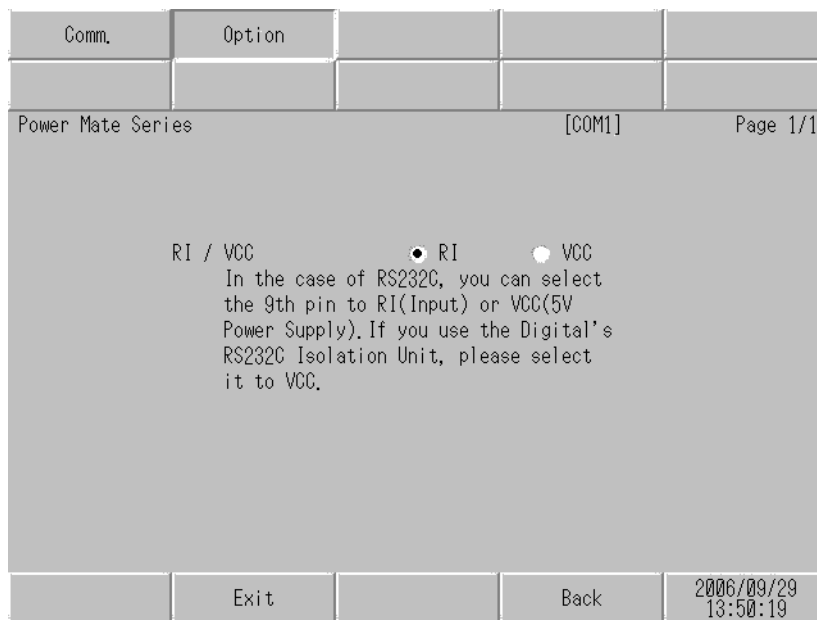 Comm. Option
Power Mate Series [COM1] Page 1/1
RI / VCC RI VCC
In the case of RS232C, you can select
the 9th pin to RI(Input) or VCC(5V
Power Supply).If you use the Digital's
RS232C Isolation Unit, please select
it to VCC.
Exit Back 2006/09/29
13:50:19